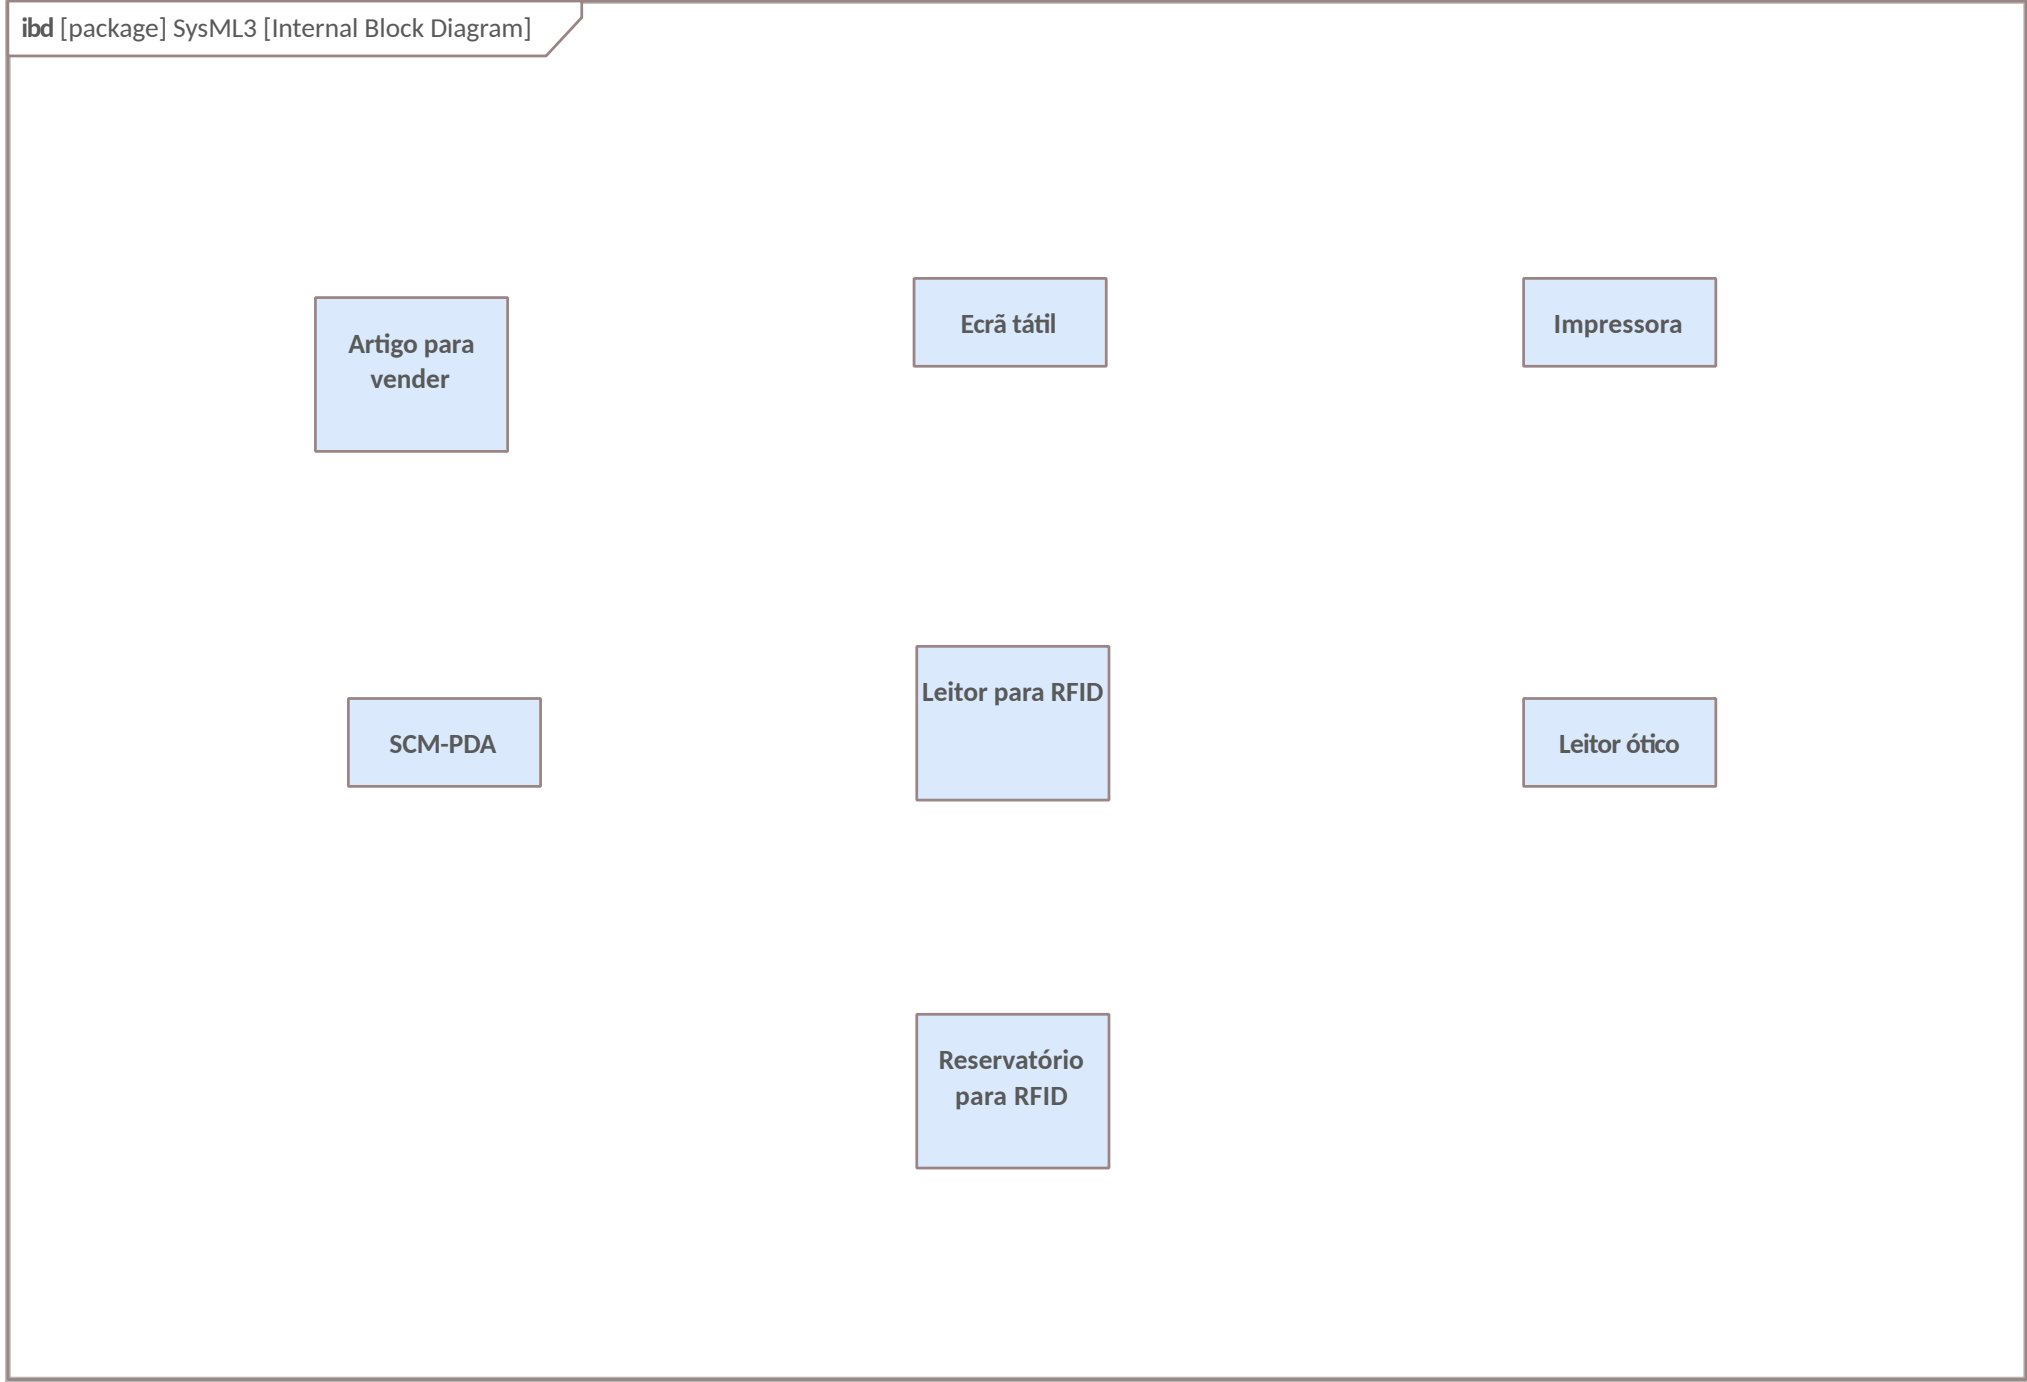 ibd [package] SysML3 [Internal Block Diagram]
Artigo para
vender
Ecrã tátil
Impressora
SCM-PDA
Leitor para RFID
Leitor ótico
Reservatório
para RFID